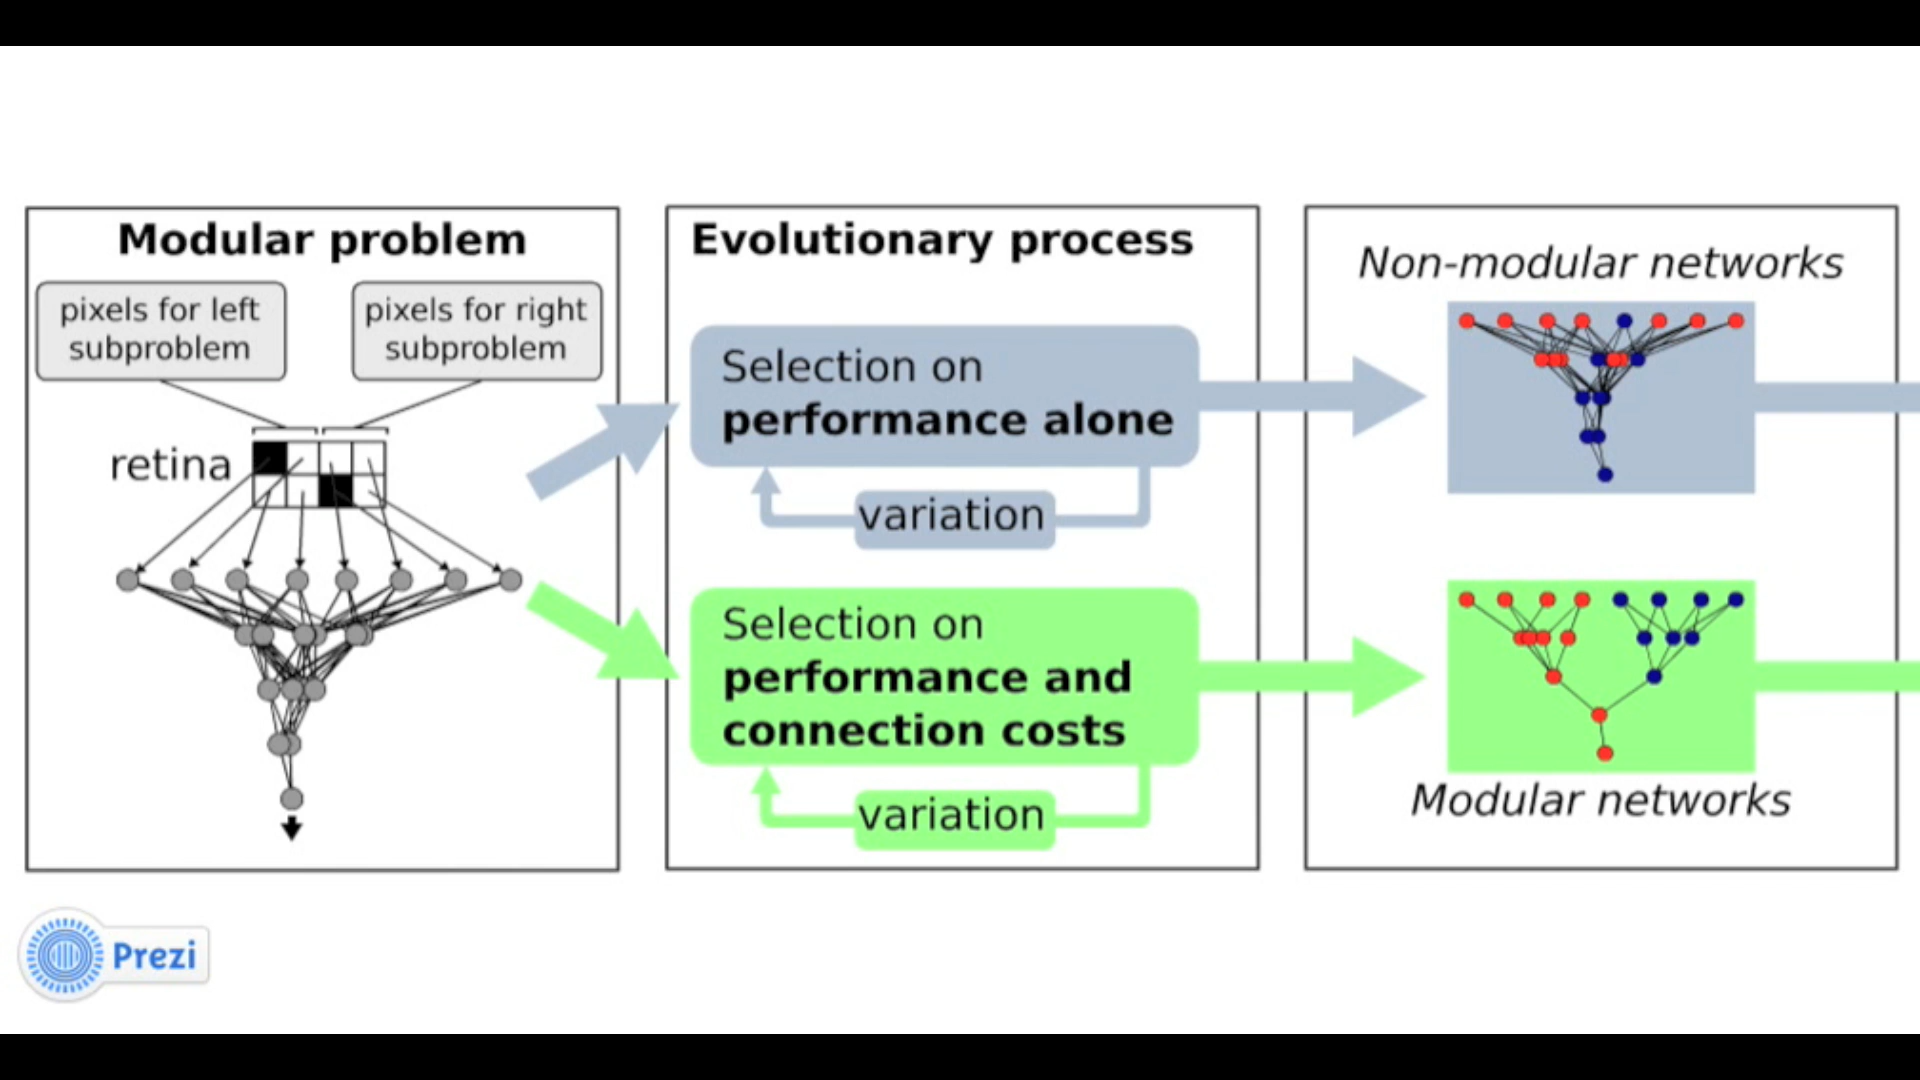 Modular problem
pixels for left
subproblem
pixels for right
subproblem
retina
Evolutionary process
Selection on
performance alone
variation
Selection on
performance and
connection costs
variation
Non-modular networks
Modular networks
Prezi